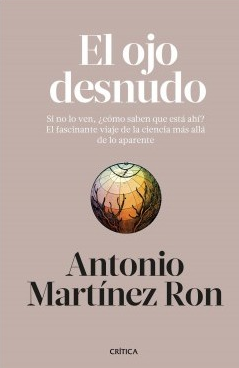 El ojo
desnudo
Si no lo ven, ¿cómo saben que está ahí?
El fascinante viaje de la ciencia más allá
de lo aparente
Antonio
Martínez Ron
CRÍTICA